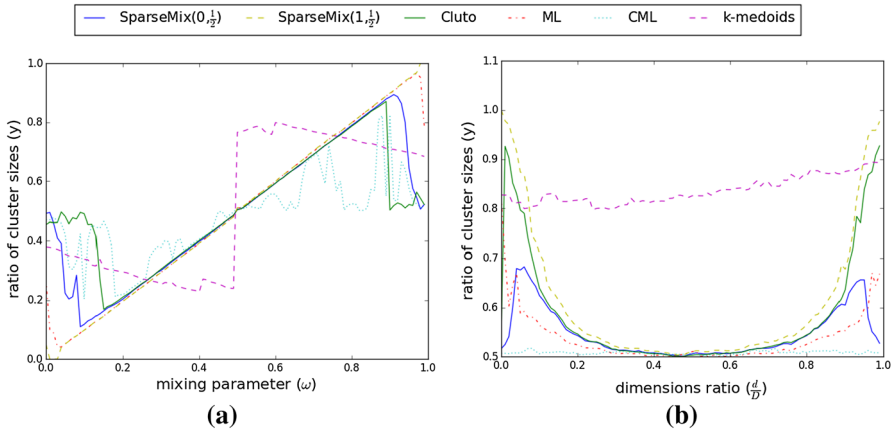 SparseMix(0,½) SparseMix(1,½) Cluto ML CML k-medoids
ratio of cluster sizes (y)
1.0
0.8
0.6
0.4
0.2
0.0
0.0 0.2 0.4 0.6 0.8 1.0
mixing parameter (ω)
(a)
ratio of cluster sizes (y)
1.1
1.0
0.9
0.8
0.7
0.6
0.5
0.0 0.2 0.4 0.6 0.8 1.0
dimensions ratio (d/D)
(b)